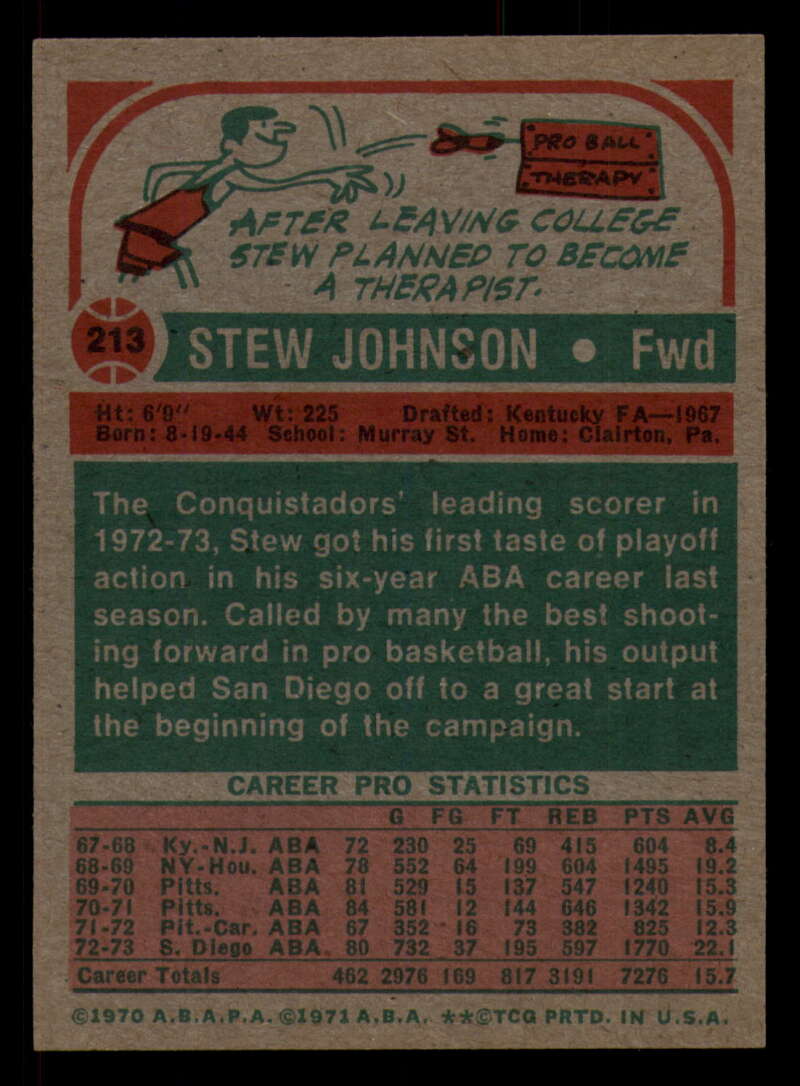 PRO BALL
THERAPY
AFTER LEAVING COLLEGE
STEW PLANNED TO BECOME
A THERAPIST.
213 STEW JOHNSON • Fwd
Ht: 6'9" Wt: 225 Drafted: Kentucky FA—1967
Born: 8-19-44 School: Murray St. Home: Clairton, Pa.
The Conquistadors' leading scorer in
1972-73, Stew got his first taste of playoff
action in his six-year ABA career last
season. Called by many the best shoot-
ing forward in pro basketball, his output
helped San Diego off to a great start at
the beginning of the campaign.
CAREER PRO STATISTICS
G FG FT REB PTS AVG
67-68 Ky.-N.J. ABA 72 230 25 69 415 604 8.4
68-69 NY-Hou. ABA 78 552 64 199 604 1495 19.2
69-70 Pitts. ABA 81 529 15 137 547 1240 15.3
70-71 Pitts. ABA 84 581 12 144 646 1342 15.9
71-72 Pit.-Car. ABA 67 352 16 73 382 825 12.3
72-73 S. Diego ABA 80 732 37 195 597 1770 22.1
Career Totals 462 2976 169 817 3191 7276 15.7
©1970 A.B.A.P.A. ©1971 A.B.A. **©TCG PRTD. IN U.S.A.